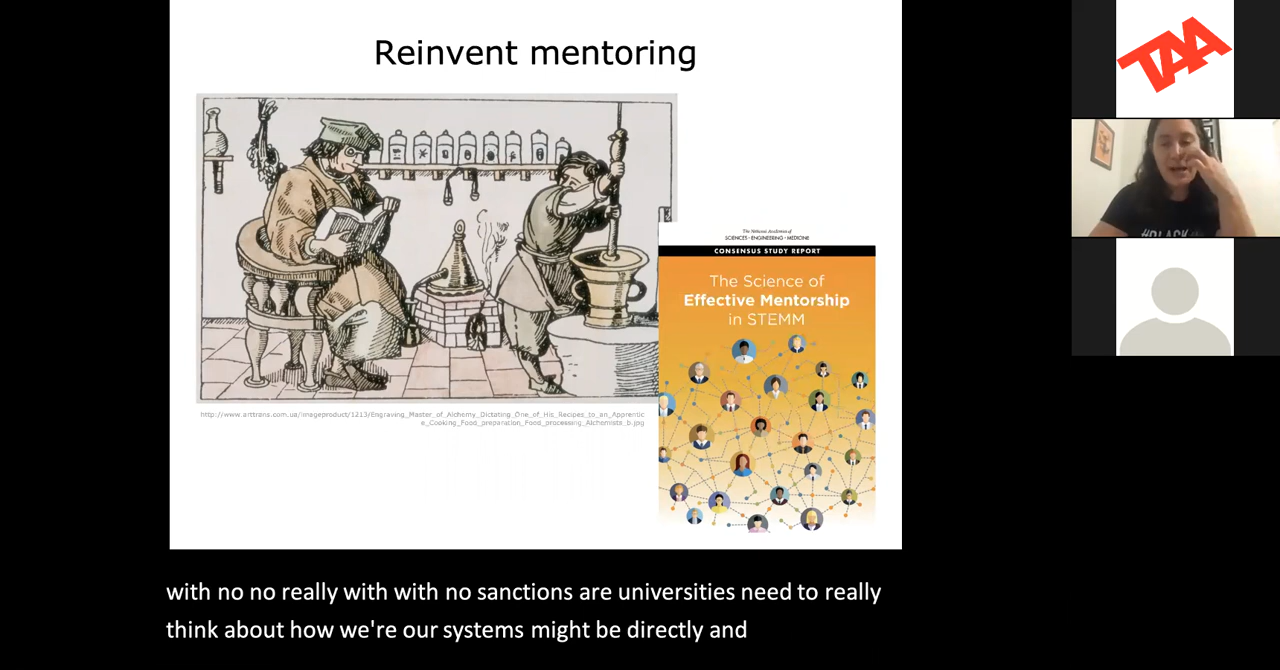 Reinvent mentoring
The National Academies of
SCIENCES • ENGINEERING • MEDICINE
CONSENSUS STUDY REPORT
The Science of
Effective Mentorship
in STEMM
http://www.arttrans.com.ua/imageproduct/1213/Engraving_Master_of_Alchemy_Dictating_One_of_His_Recipes_to_an_Apprentic
e_Cooking_Food_preparation_Food_processing_Alchemists_b.jpg
with no no really with with no sanctions are universities need to really
think about how we're our systems might be directly and
TAA
#BLACK